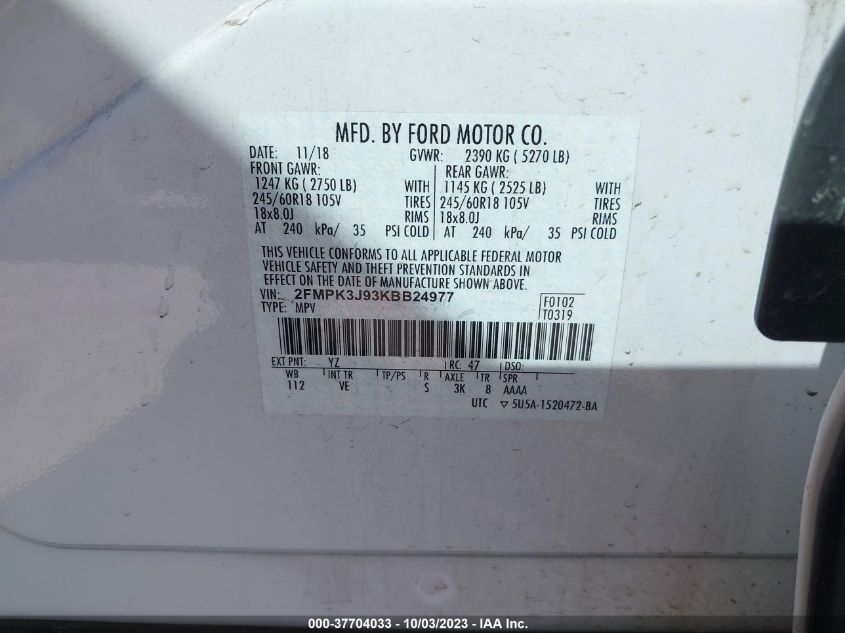 MFD. BY FORD MOTOR CO.
DATE: 11/18 GVWR: 2390 KG ( 5270 LB)
FRONT GAWR: REAR GAWR:
1247 KG ( 2750 LB) WITH 1145 KG ( 2525 LB) WITH
245/60R18 105V TIRES 245/60R18 105V TIRES
18x8.0J RIMS 18x8.0J RIMS
AT 240 kPa/ 35 PSI COLD AT 240 kPa/ 35 PSI COLD
THIS VEHICLE CONFORMS TO ALL APPLICABLE FEDERAL MOTOR
VEHICLE SAFETY AND THEFT PREVENTION STANDARDS IN
EFFECT ON THE DATE OF MANUFACTURE SHOWN ABOVE.
VIN: 2FMPK3J93KBB24977 F0102
TYPE: MPV T0319
EXT PNT: YZ RC: 47 DSO:
WB INT TR TP/PS R AXLE TR SPR
112 VE S 3K 8 AAAA
UTC ▽ 5U5A-1520472-BA
000-37704033 - 10/03/2023 - IAA Inc.